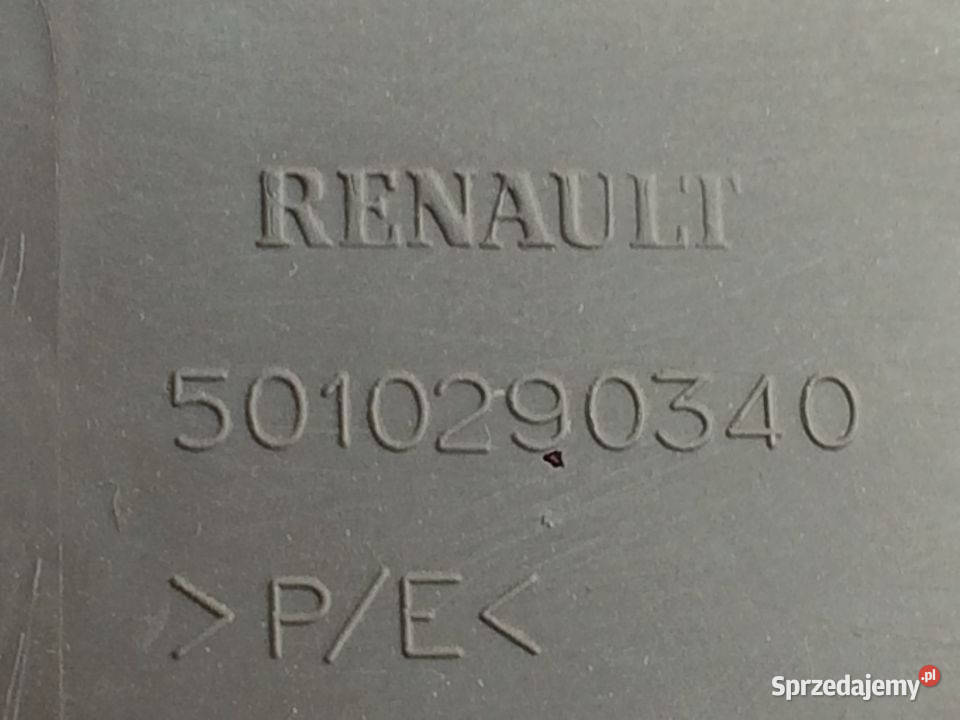 RENAULT
5010290340
>P/E<
Sprzedajemy.pl